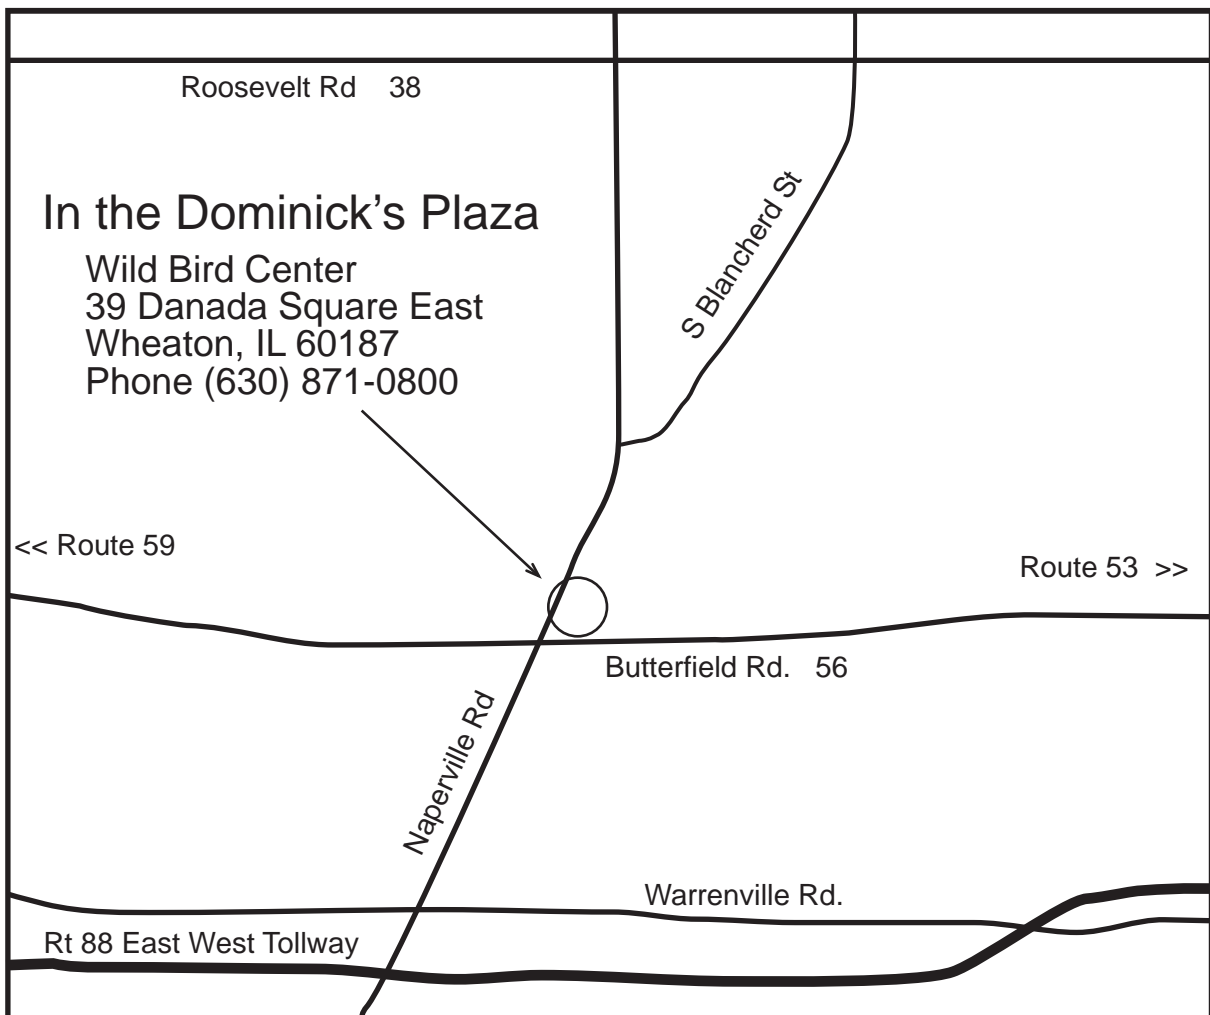 Roosevelt Rd 38
In the Dominick’s Plaza
Wild Bird Center
39 Danada Square East
Wheaton, IL 60187
Phone (630) 871-0800
S Blancherd St
<< Route 59
Route 53 >>
Butterfield Rd. 56
Naperville Rd
Warrenville Rd.
Rt 88 East West Tollway